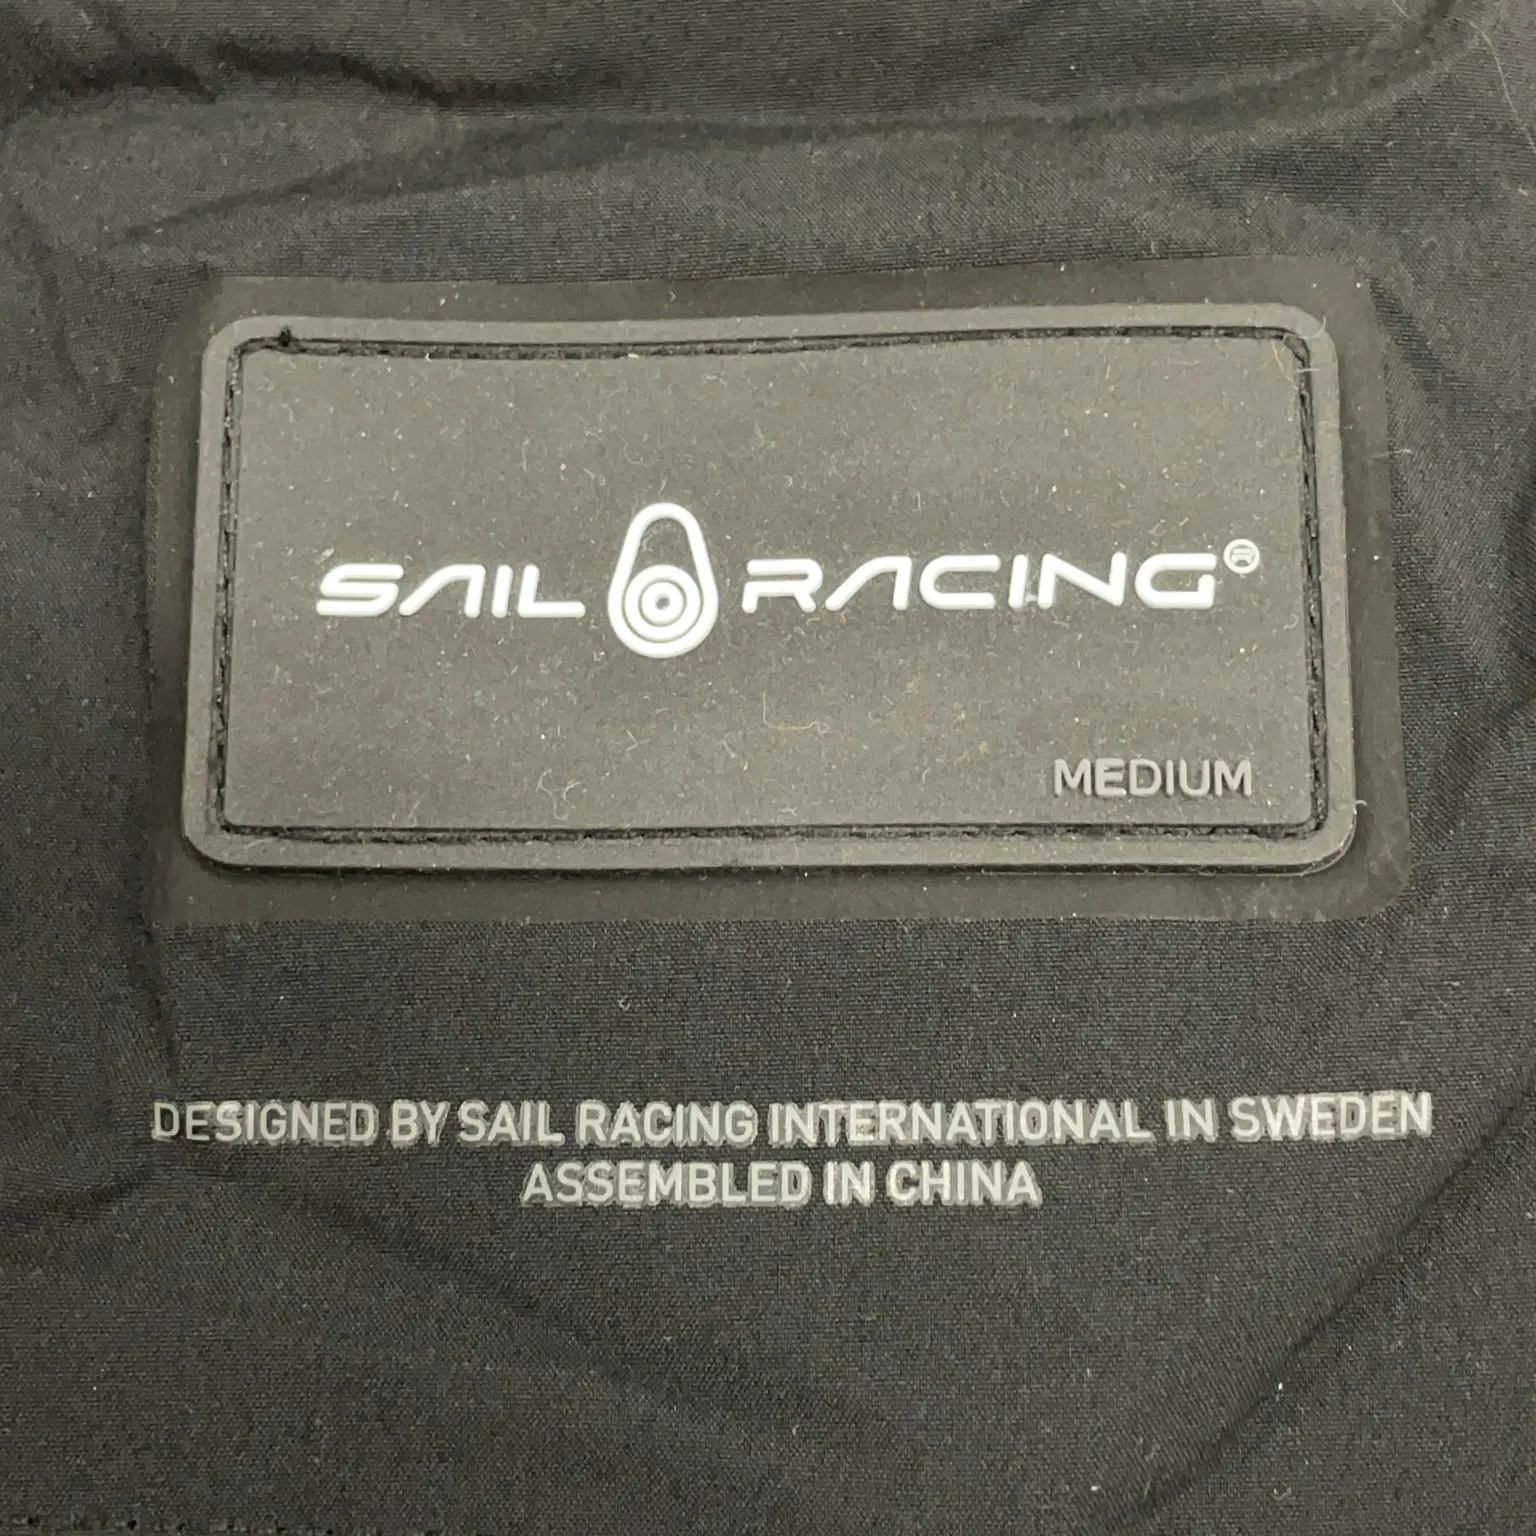 SAIL RACING®
MEDIUM
DESIGNED BY SAIL RACING INTERNATIONAL IN SWEDEN
ASSEMBLED IN CHINA